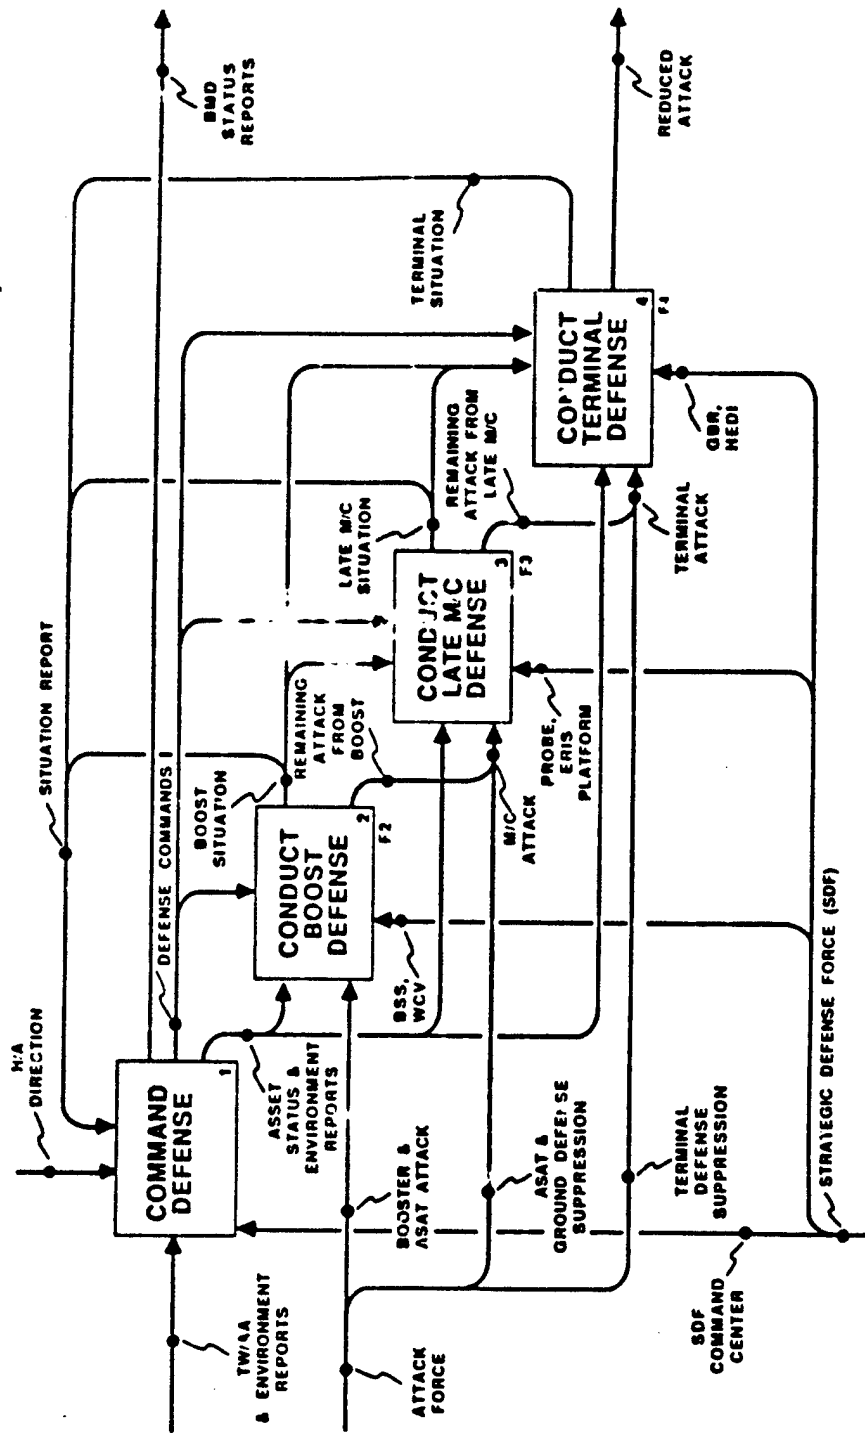 H/A
DIRECTION
SITUATION REPORT
DEFENSE COMMANDS
BMD
STATUS
REPORTS
TW/AA
& ENVIRONMENT
REPORTS
COMMAND
DEFENSE
1
ASSET
STATUS &
ENVIRONMENT
REPORTS
BOOST
SITUATION
CONDUCT
BOOST
DEFENSE
2
F2
BSS,
WCV
REMAINING
ATTACK
FROM
BOOST
LATE M/C
SITUATION
CONDUCT
LATE M/C
DEFENSE
3
F3
M/C
ATTACK
PROBE,
ERIS
PLATFORM
REMAINING
ATTACK FROM
LATE M/C
TERMINAL
SITUATION
CONDUCT
TERMINAL
DEFENSE
4
F4
TERMINAL
ATTACK
GBR,
HEDI
REDUCED
ATTACK
ATTACK
FORCE
BOOSTER &
ASAT ATTACK
ASAT &
GROUND DEFENSE
SUPPRESSION
TERMINAL
DEFENSE
SUPPRESSION
SDF
COMMAND
CENTER
STRATEGIC DEFENSE FORCE (SDF)